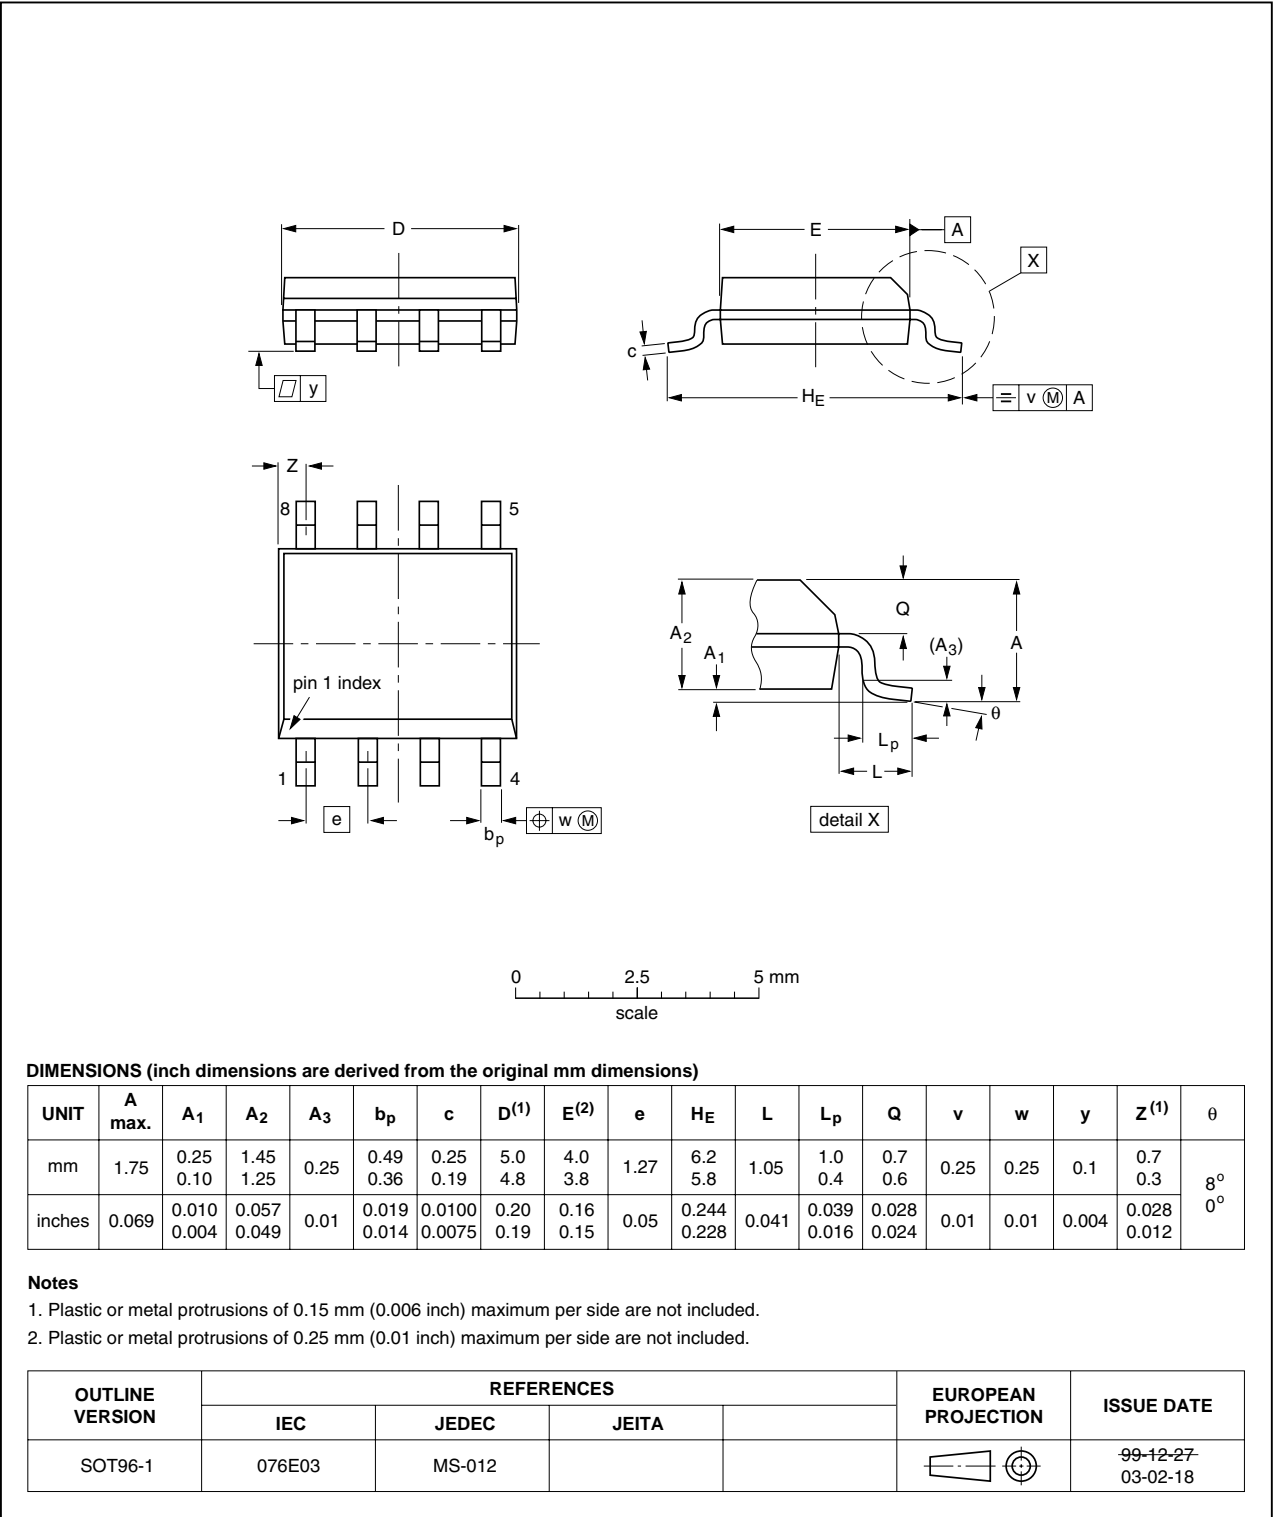 D
E
A
X
y
c
HE
v M A
Z
8
5
pin 1 index
1
4
e
bp
w M
A2
A1
Q
(A3)
A
Lp
L
θ
detail X
0 2.5 5 mm
scale
DIMENSIONS (inch dimensions are derived from the original mm dimensions)
UNIT A max. A1 A2 A3 bp c D(1) E(2) e HE L Lp Q v w y Z(1) θ
mm 1.75 0.25 0.10 1.45 1.25 0.25 0.49 0.36 0.25 0.19 5.0 4.8 4.0 3.8 1.27 6.2 5.8 1.05 1.0 0.4 0.7 0.6 0.25 0.25 0.1 0.7 0.3 8° 0°
inches 0.069 0.010 0.004 0.057 0.049 0.01 0.019 0.014 0.0100 0.0075 0.20 0.19 0.16 0.15 0.05 0.244 0.228 0.041 0.039 0.016 0.028 0.024 0.01 0.01 0.004 0.028 0.012
Notes
1. Plastic or metal protrusions of 0.15 mm (0.006 inch) maximum per side are not included.
2. Plastic or metal protrusions of 0.25 mm (0.01 inch) maximum per side are not included.
OUTLINE VERSION REFERENCES EUROPEAN PROJECTION ISSUE DATE
IEC JEDEC JEITA
SOT96-1 076E03 MS-012 99-12-27
03-02-18